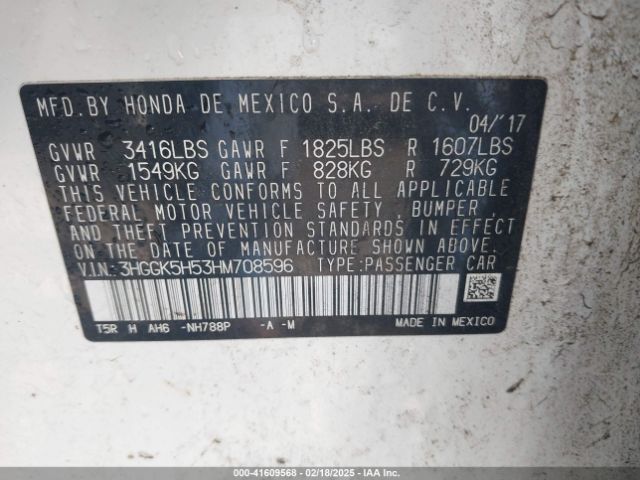 MFD. BY HONDA DE MEXICO S.A. DE C.V.
04/'17
GVWR 3416LBS GAWR F 1825LBS R 1607LBS
GVWR 1549KG GAWR F 828KG R 729KG
THIS VEHICLE CONFORMS TO ALL APPLICABLE
FEDERAL MOTOR VEHICLE SAFETY , BUMPER ,
AND THEFT PREVENTION STANDARDS IN EFFECT
ON THE DATE OF MANUFACTURE SHOWN ABOVE.
V.I.N: 3HGGK5H53HM708596 TYPE:PASSENGER CAR
T5R H AH6 -NH788P -A -M MADE IN MEXICO
000-41609568 | 02/18/2025 - IAA Inc.